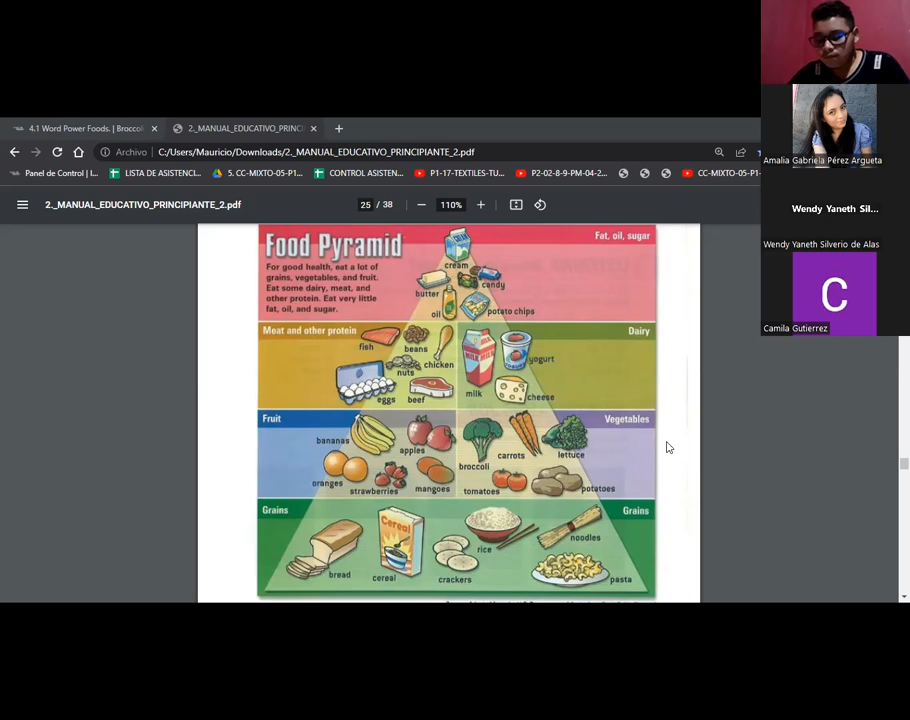 4.1 Word Power Foods. | Broccol
2._MANUAL_EDUCATIVO_PRINCI
Archivo
C:/Users/Mauricio/Downloads/2._MANUAL_EDUCATIVO_PRINCIPIANTE_2.pdf
Panel de Control | I...
LISTA DE ASISTENCI...
5. CC-MIXTO-05-P1...
CONTROL ASISTEN...
P1-17-TEXTILES-TU...
P2-02-8-9-PM-04-2...
CC-MIXTO-05-P1-
2._MANUAL_EDUCATIVO_PRINCIPIANTE_2.pdf
25 / 38
110%
Food Pyramid
For good health, eat a lot of
grains, vegetables, and fruit.
Eat some dairy, meat, and
other protein. Eat very little
fat, oil, and sugar.
Fat, oil, sugar
cream
butter
candy
oil
potato chips
Meat and other protein
fish
beans
chicken
nuts
eggs
beef
Dairy
MILK
yogurt
milk
cheese
Fruit
bananas
apples
oranges
strawberries
mangoes
Vegetables
broccoli
carrots
lettuce
tomatoes
potatoes
Grains
Grains
Cereal
bread
cereal
crackers
rice
noodles
pasta
Amalia Gabriela Pérez Argueta
Wendy Yaneth Sil...
Wendy Yaneth Silverio de Alas
C
Camila Gutierrez